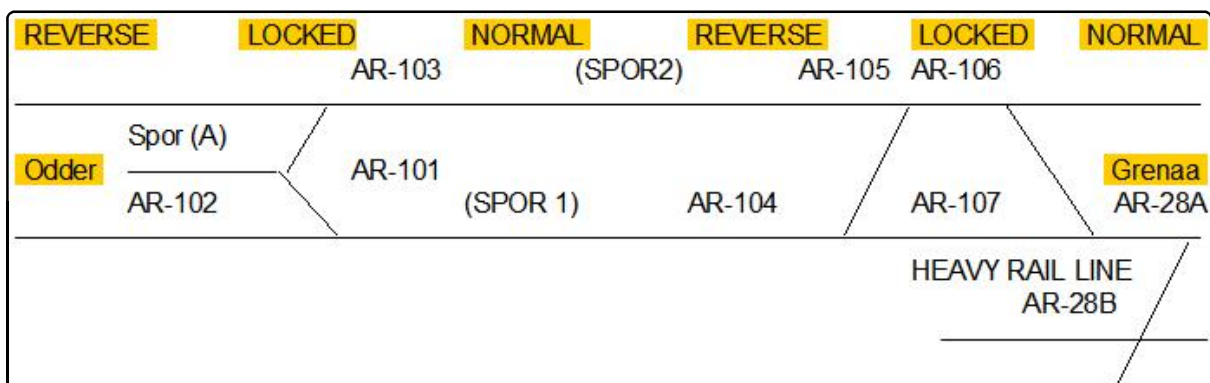 REVERSE LOCKED NORMAL REVERSE LOCKED NORMAL
AR-103 (SPOR2) AR-105 AR-106
Spor (A)
Odder AR-101 Grenaa
AR-102 (SPOR 1) AR-104 AR-107 AR-28A
HEAVY RAIL LINE
AR-28B